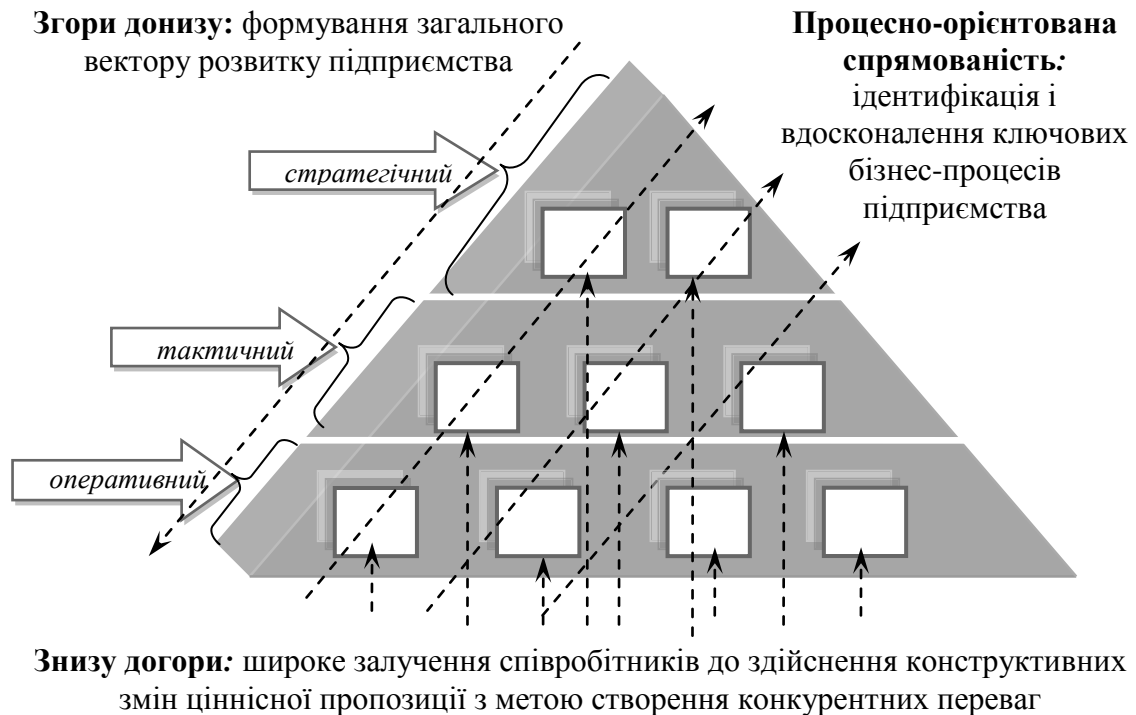 Згори донизу: формування загального
вектору розвитку підприємства
Процесно-орієнтована
спрямованість:
ідентифікація і
вдосконалення ключових
бізнес-процесів
підприємства
стратегічний
тактичний
оперативний
Знизу догори: широке залучення співробітників до здійснення конструктивних
змін ціннісної пропозиції з метою створення конкурентних переваг